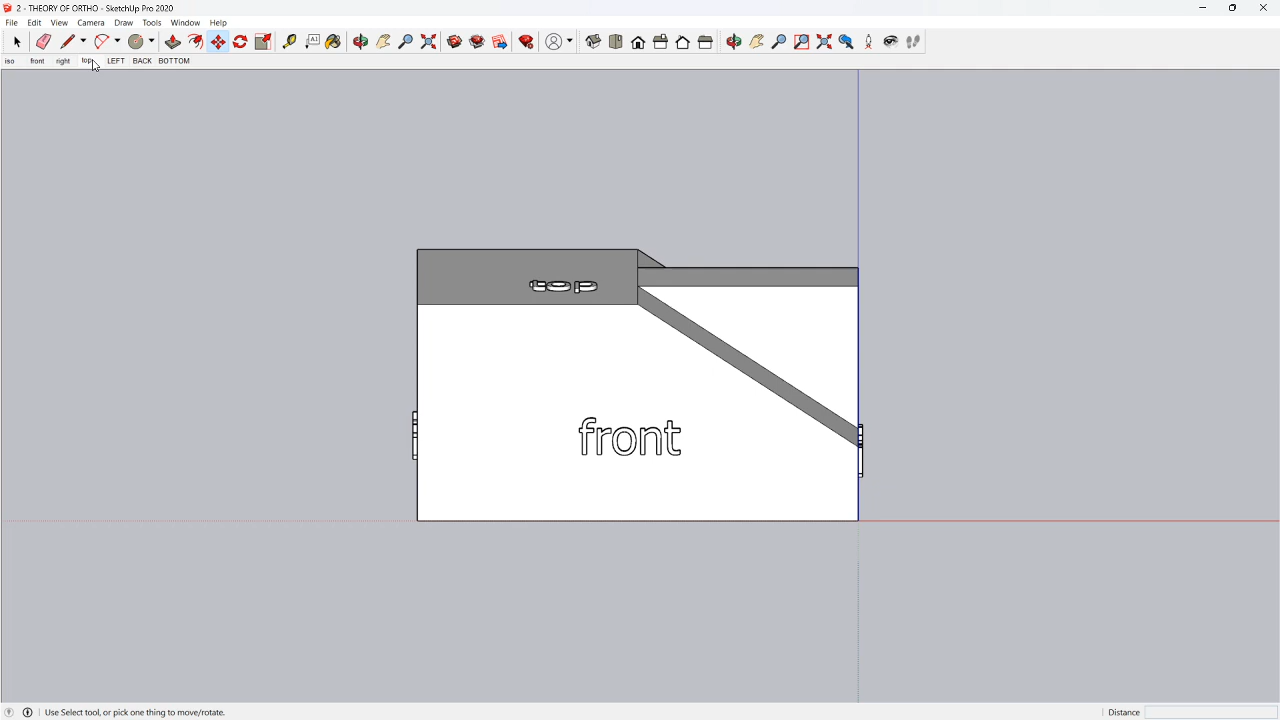 2 - THEORY OF ORTHO - SketchUp Pro 2020
File Edit View Camera Draw Tools Window Help
iso front right top LEFT BACK BOTTOM
top
front
Use Select tool, or pick one thing to move/rotate.
Distance